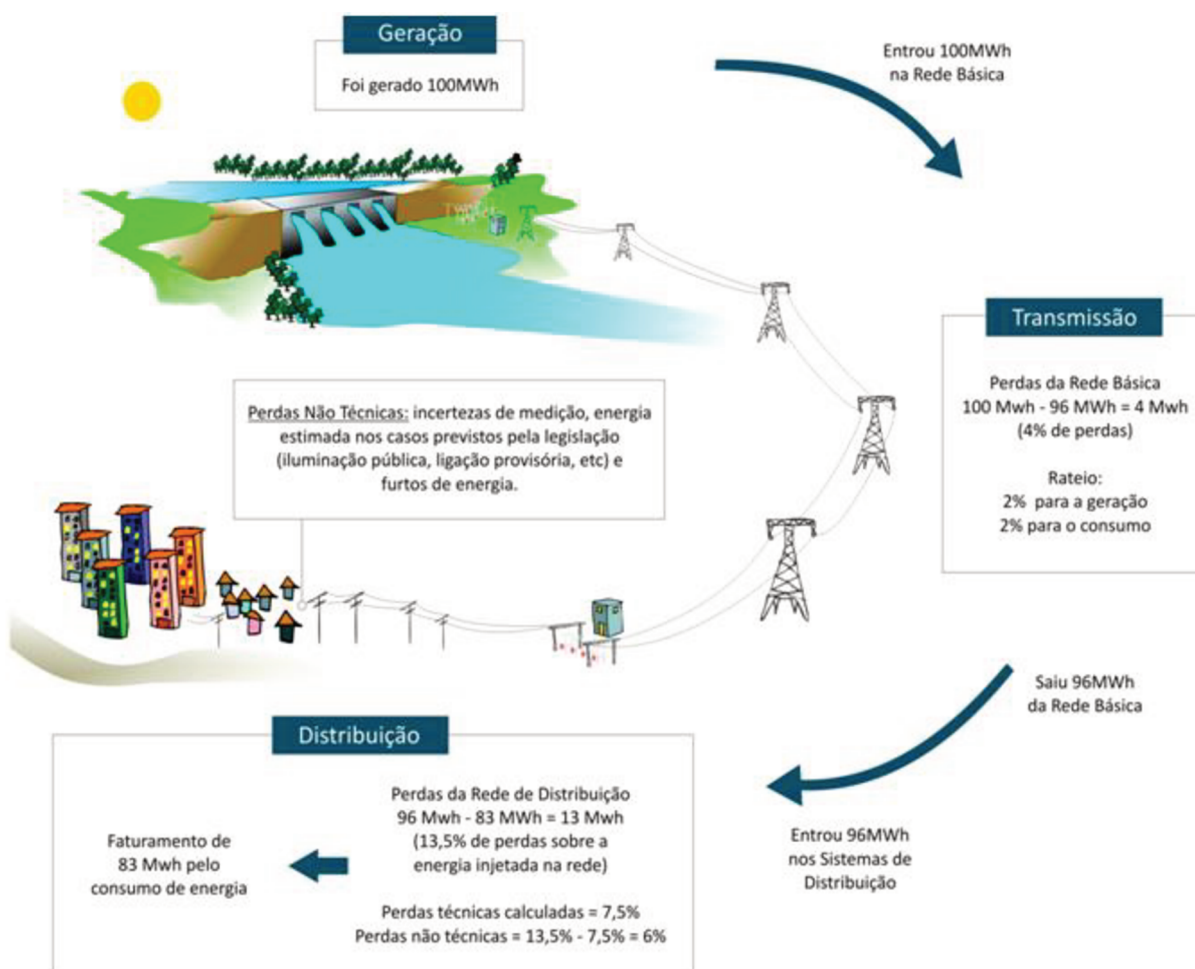 Geração
Foi gerado 100MWh
Entrou 100MWh
na Rede Básica
Transmissão
Perdas da Rede Básica
100 Mwh - 96 MWh = 4 Mwh
(4% de perdas)
Rateio:
2% para a geração
2% para o consumo
Perdas Não Técnicas: incertezas de medição, energia
estimada nos casos previstos pela legislação
(iluminação pública, ligação provisória, etc) e
furtos de energia.
Saiu 96MWh
da Rede Básica
Entrou 96MWh
nos Sistemas de
Distribuição
Distribuição
Perdas da Rede de Distribuição
96 Mwh - 83 MWh = 13 Mwh
(13,5% de perdas sobre a
energia injetada na rede)
Perdas técnicas calculadas = 7,5%
Perdas não técnicas = 13,5% - 7,5% = 6%
Faturamento de
83 Mwh pelo
consumo de energia